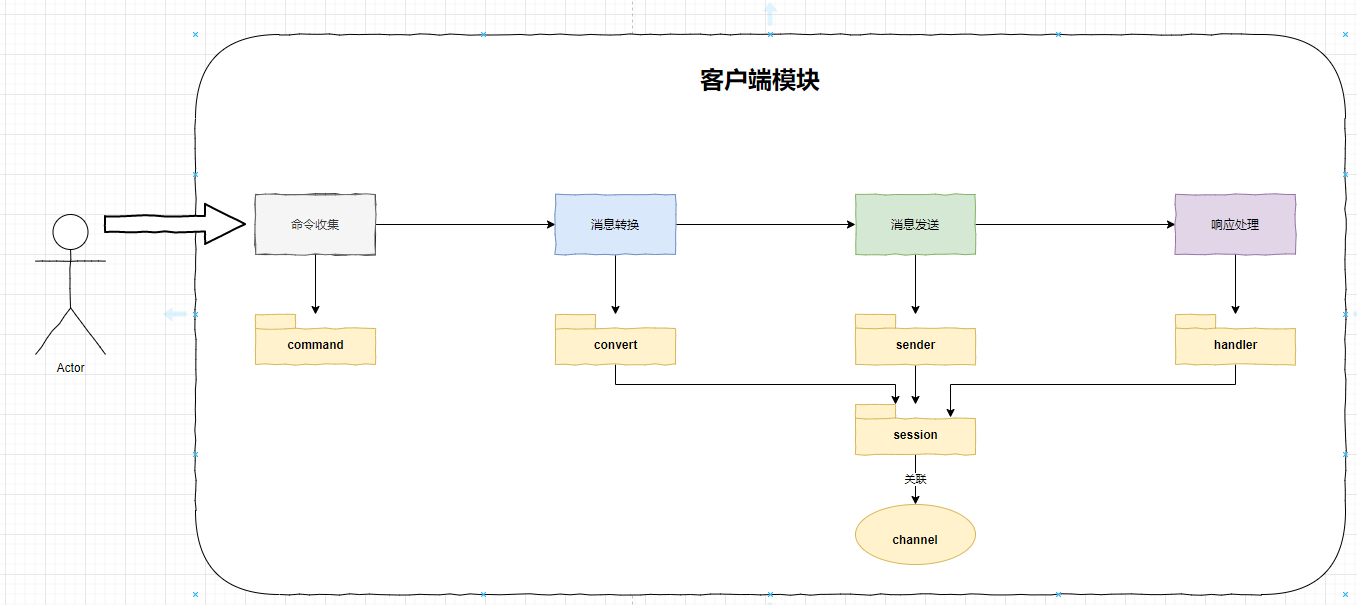 客户端模块
命令收集
消息转换
消息发送
响应处理
Actor
command
convert
sender
handler
session
关联
channel